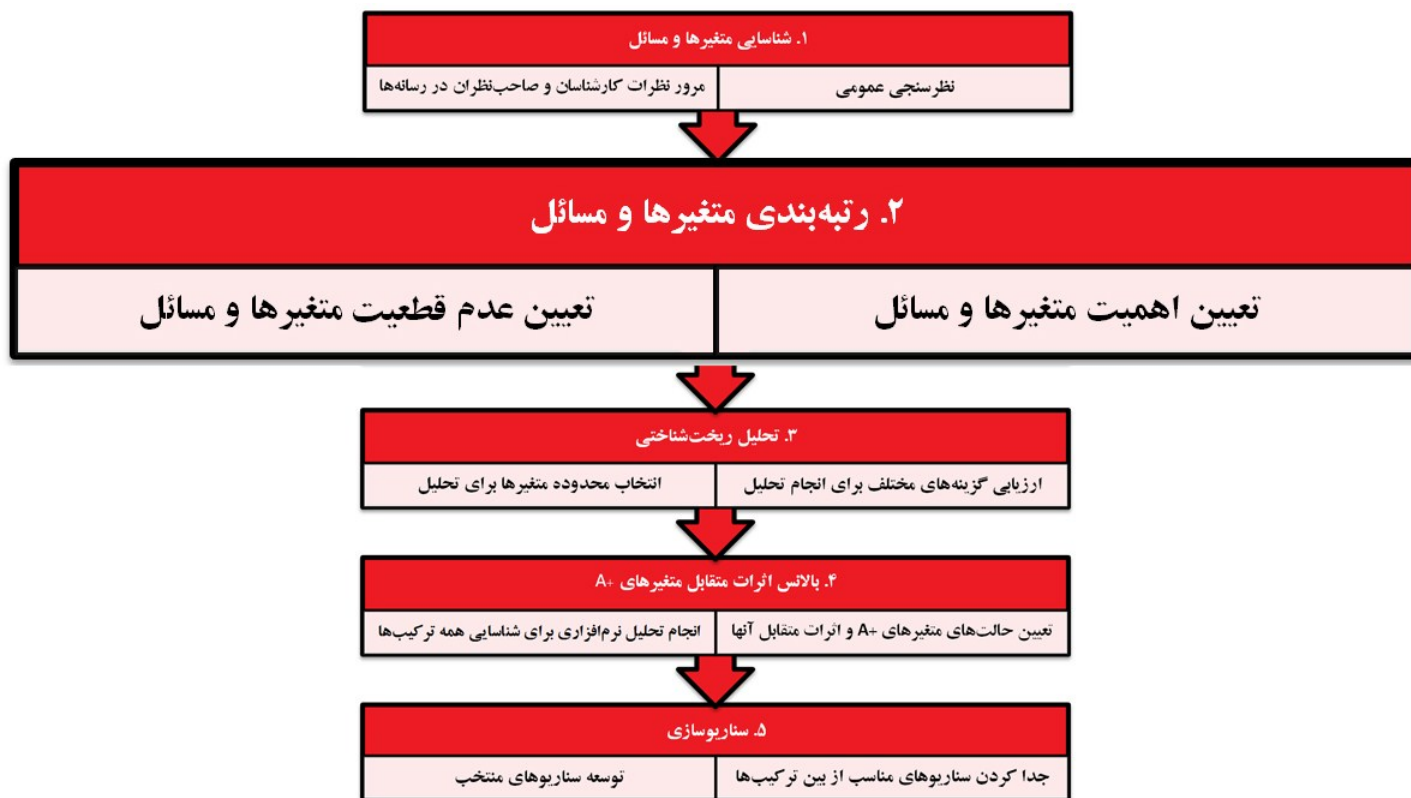 ۱. شناسایی متغیرها و مسائل
نظرسنجی عمومی
مرور نظرات کارشناسان و صاحب‌نظران در رسانه‌ها
۲. رتبه‌بندی متغیرها و مسائل
تعیین اهمیت متغیرها و مسائل
تعیین عدم قطعیت متغیرها و مسائل
۳. تحلیل ریخت‌شناختی
ارزیابی گزینه‌های مختلف برای انجام تحلیل
انتخاب محدوده متغیرها برای تحلیل
۴. بالانس اثرات متقابل متغیرهای A+
تعیین حالت‌های متغیرهای A+ و اثرات متقابل آنها
انجام تحلیل نرم‌افزاری برای شناسایی همه ترکیب‌ها
۵. سناریوسازی
جدا کردن سناریوهای مناسب از بین ترکیب‌ها
توسعه سناریوهای منتخب